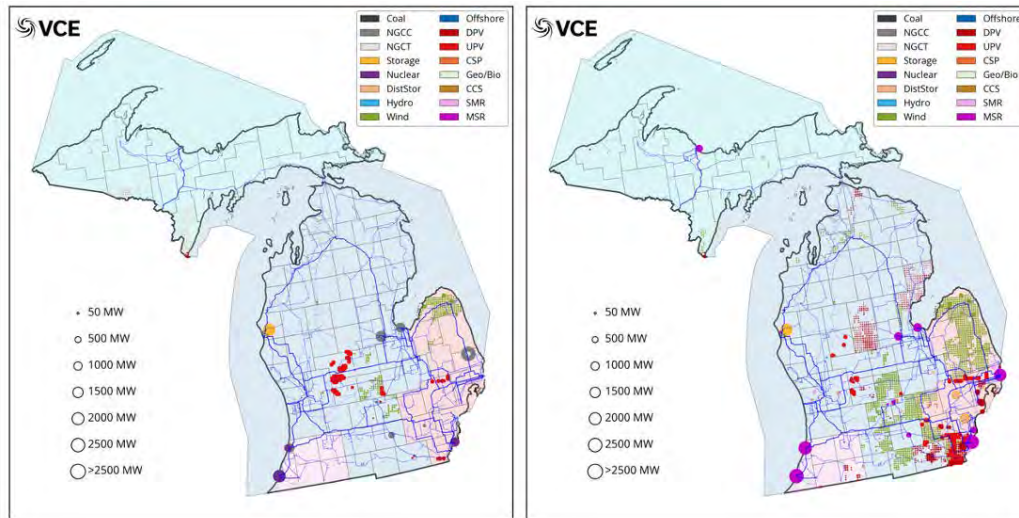 VCE
Coal Offshore
NGCC DPV
NGCT UPV
Storage CSP
Nuclear Geo/Bio
DistStor CCS
Hydro SMR
Wind MSR
50 MW
500 MW
1000 MW
1500 MW
2000 MW
2500 MW
>2500 MW
VCE
Coal Offshore
NGCC DPV
NGCT UPV
Storage CSP
Nuclear Geo/Bio
DistStor CCS
Hydro SMR
Wind MSR
50 MW
500 MW
1000 MW
1500 MW
2000 MW
2500 MW
>2500 MW